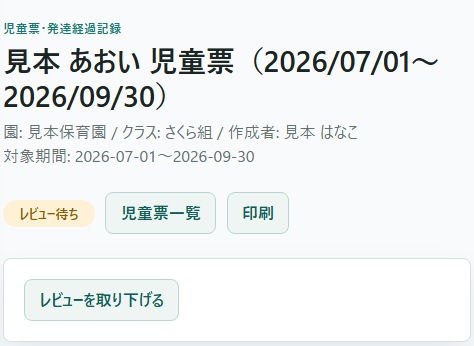 児童票・発達経過記録
見本 あおい 児童票（2026/07/01～
2026/09/30）
園: 見本保育園 / クラス: さくら組 / 作成者: 見本 はなこ
対象期間: 2026-07-01～2026-09-30
レビュー待ち
児童票一覧
印刷
レビューを取り下げる